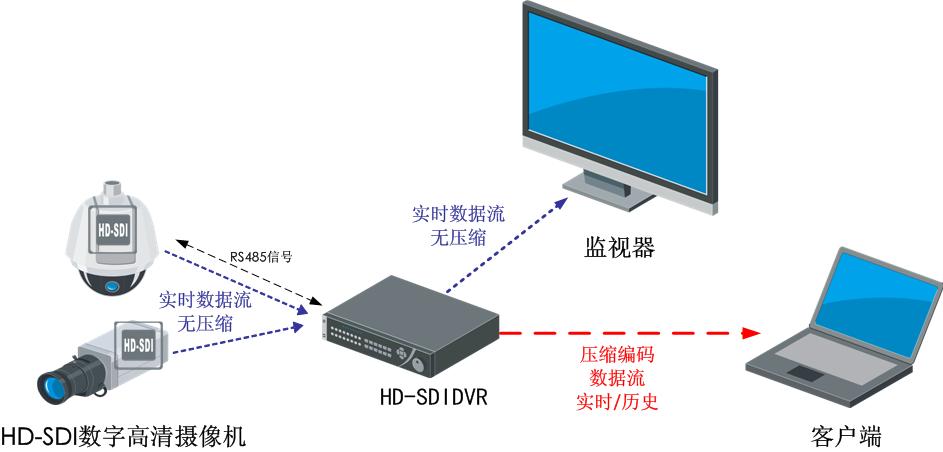 HD-SDI
RS485信号
实时数据流
无压缩
HD-SDI
HD-SDI数字高清摄像机
HD-SDIDVR
实时数据流
无压缩
监视器
压缩编码
数据流
实时/历史
客户端